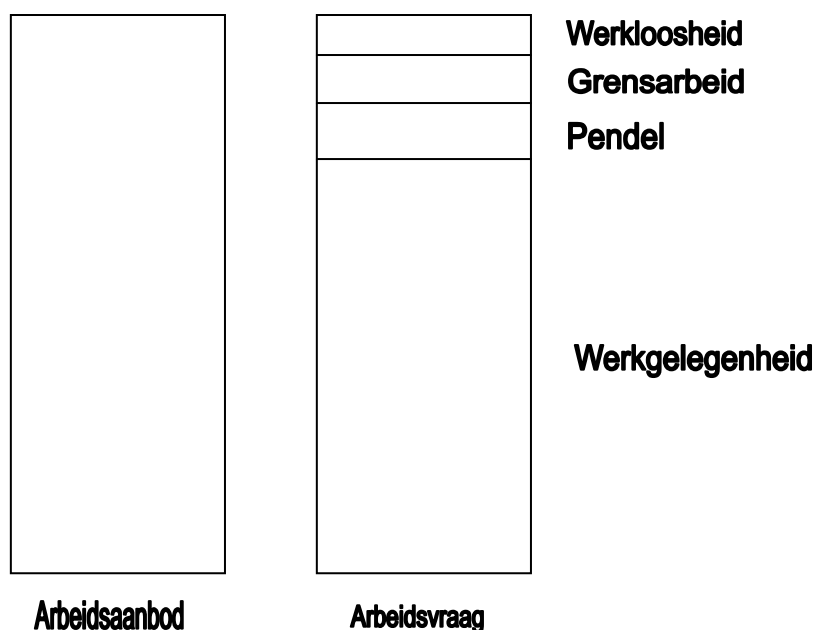 Werkloosheid
Grensarbeid
Pendel
Werkgelegenheid
Arbeidsaanbod
Arbeidsvraag